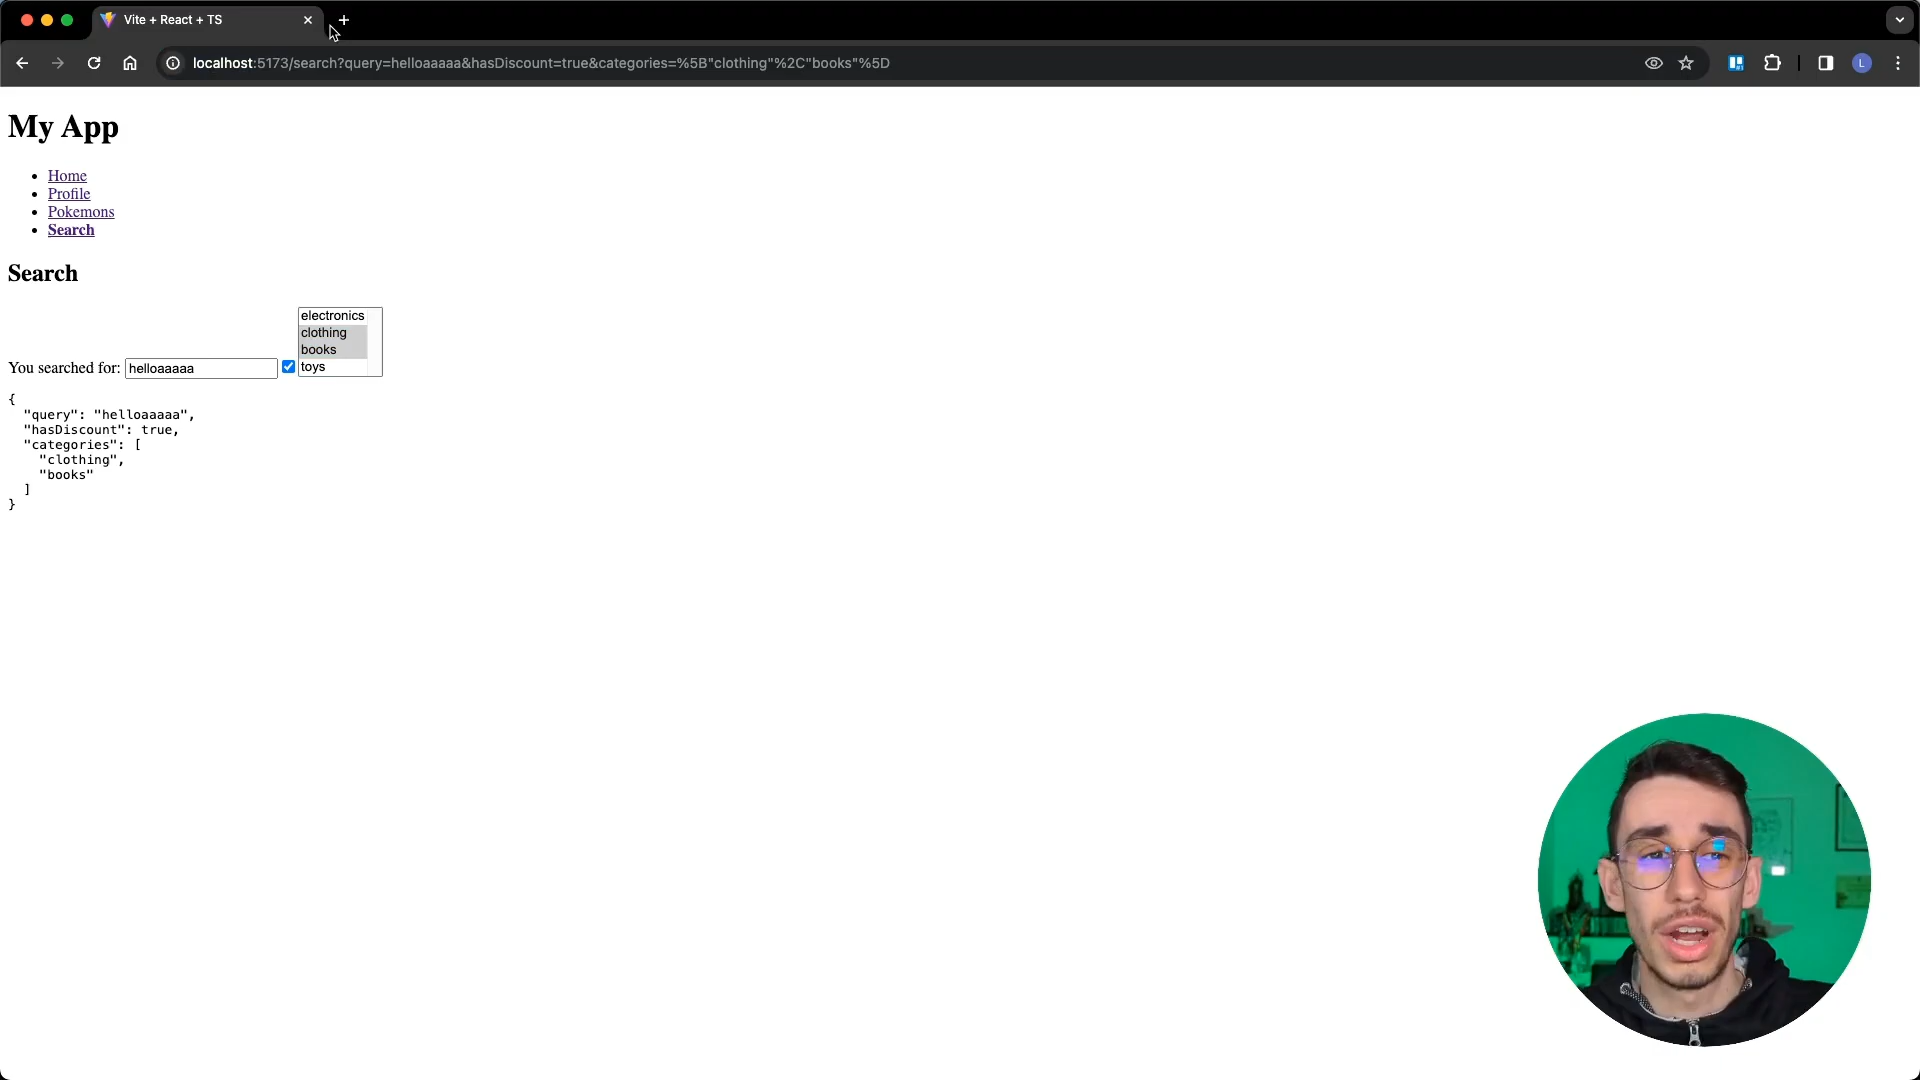 Vite + React + TS
localhost:5173/search?query=helloaaaaa&hasDiscount=true&categories=%5B"clothing"%2C"books"%5D
L
My App
Home
Profile
Pokemons
Search
Search
electronics
clothing
books
toys
You searched for: helloaaaaa
{
  "query": "helloaaaaa",
  "hasDiscount": true,
  "categories": [
    "clothing",
    "books"
  ]
}